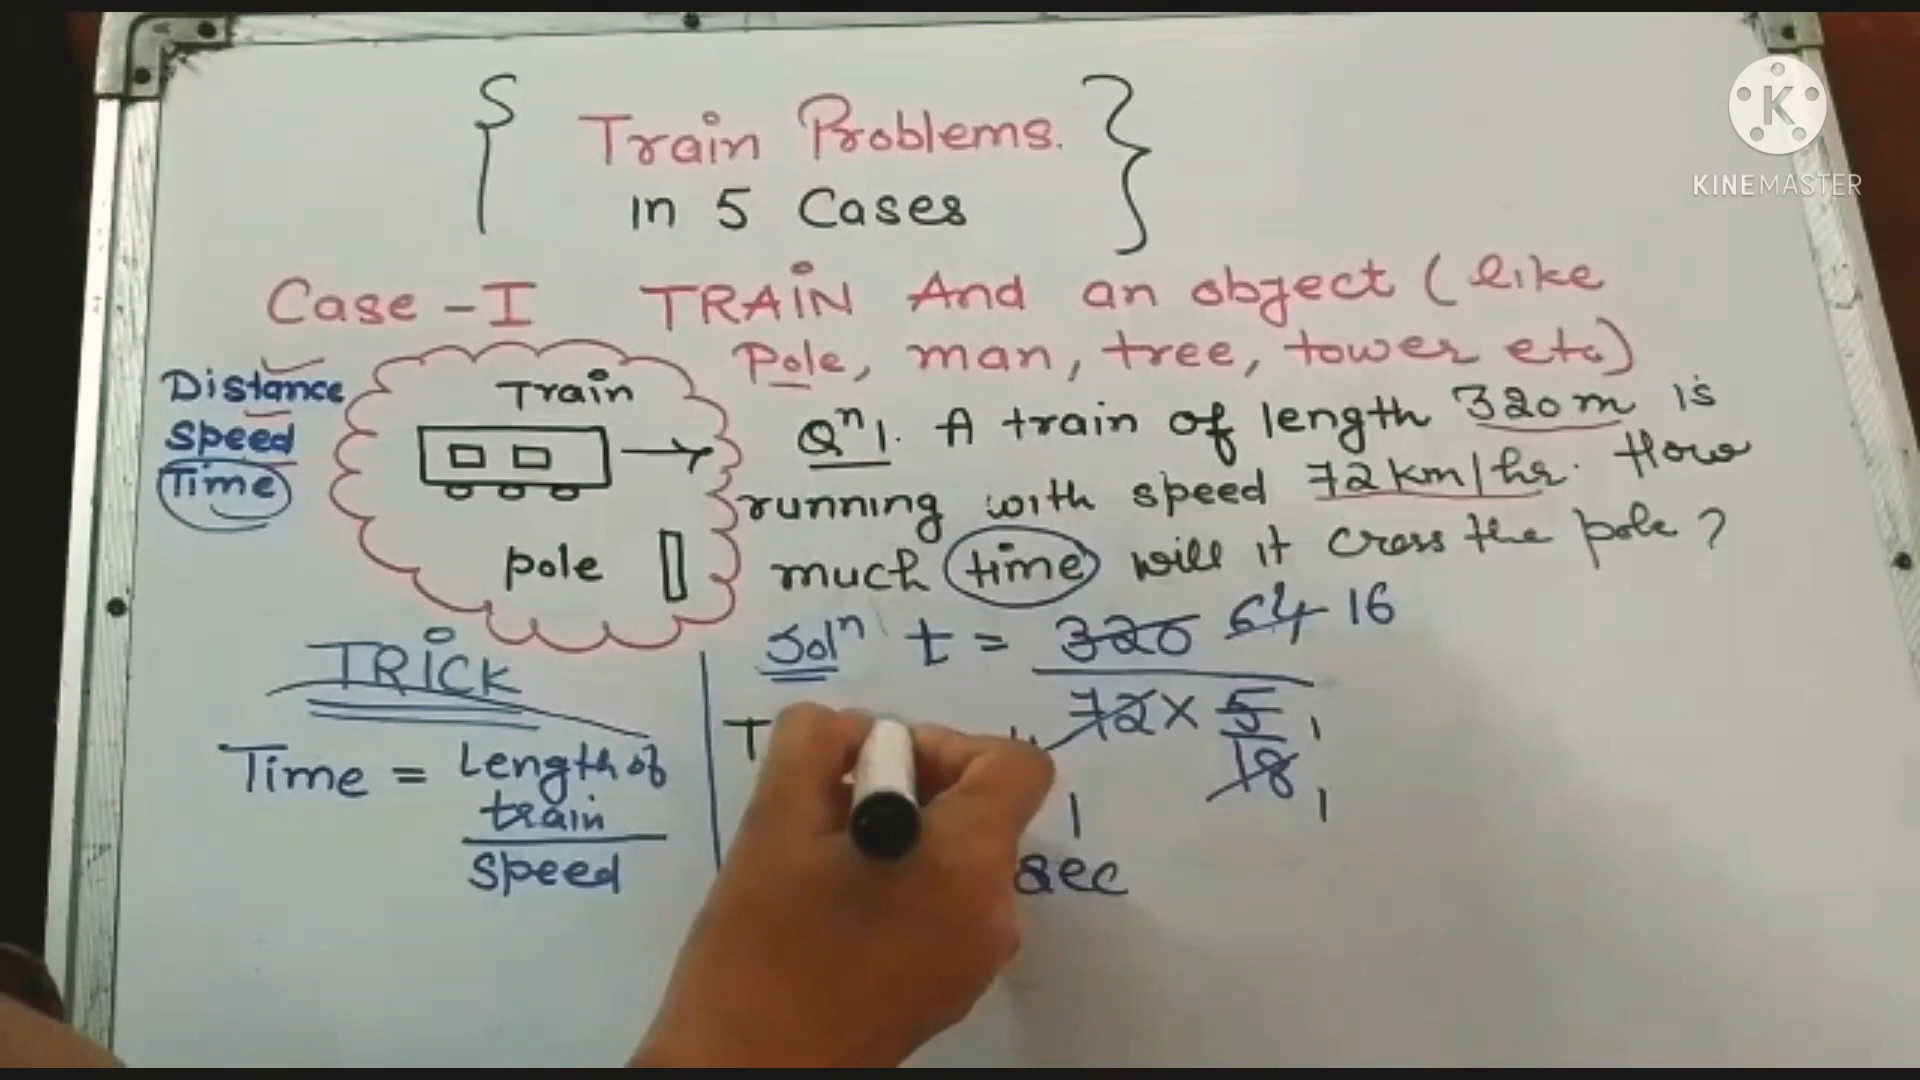 Train Problems.
in 5 Cases
Case - I TRAIN And an object (like
Pole, man, tree, tower etc)
Distance
Speed
Time
Train
pole
Qn1. A train of length 320m is
running with speed 72km/hr. How
much time will it cross the pole?
TRICK
Time = Length of
train
speed
Soln t = 320 64 16
72 × 5 1
18 1
1
T
sec
K
KINEMASTER